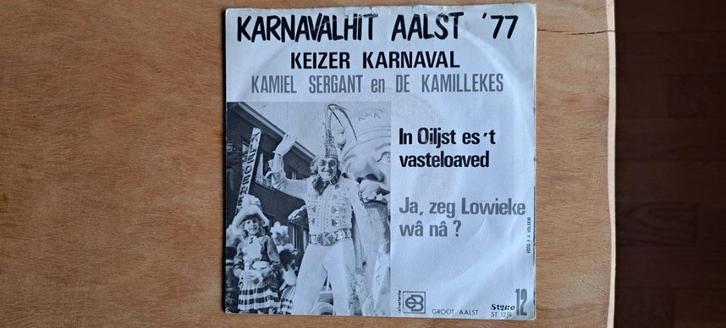 KARNAVALHIT AALST '77
KEIZER KARNAVAL
KAMIEL SERGANT en DE KAMILLEKES
In Oiljst es 't
vasteloaved
Ja, zeg Lowieke
wâ nâ ?
GROOT AALST
Stereo
12